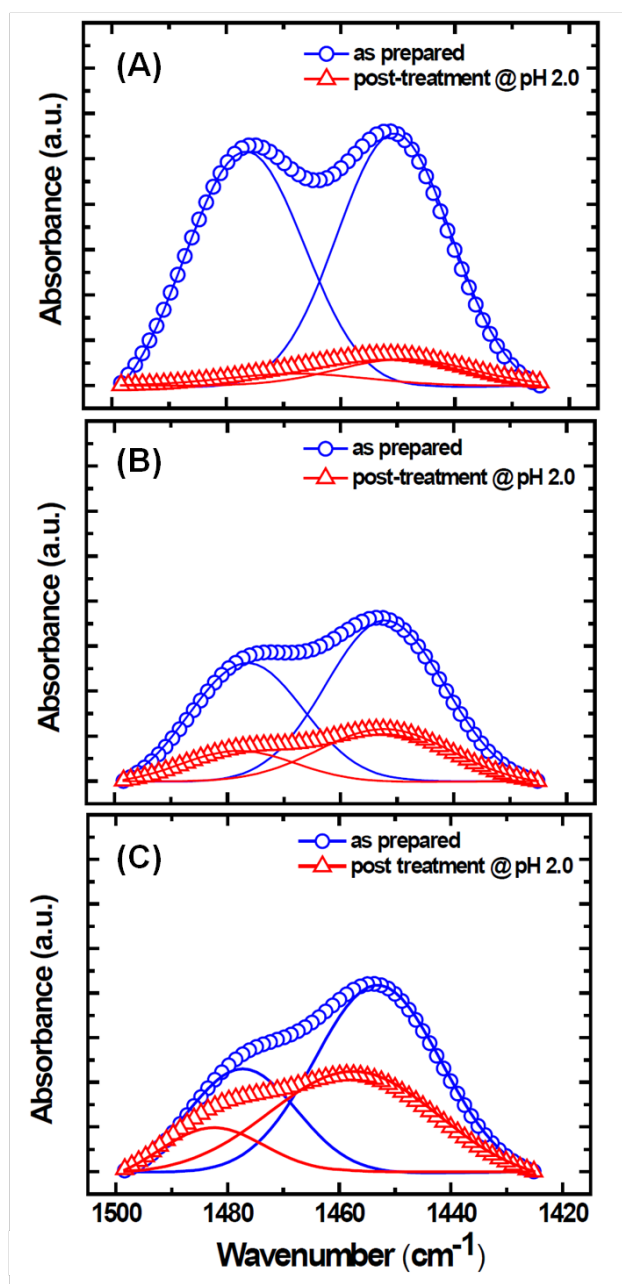 (A)
as prepared
post-treatment @ pH 2.0
Absorbance (a.u.)
(B)
as prepared
post-treatment @ pH 2.0
Absorbance (a.u.)
(C)
as prepared
post treatment @ pH 2.0
Absorbance (a.u.)
1500 1480 1460 1440 1420
Wavenumber (cm⁻¹)